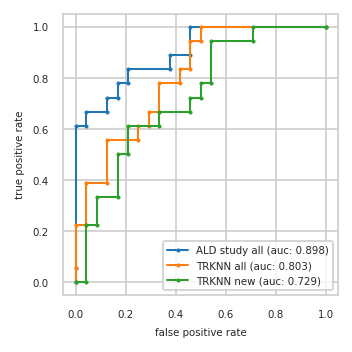 1.0
0.8
0.6
0.4
0.2
0.0
true positive rate
ALD study all (auc: 0.898)
TRKNN all (auc: 0.803)
TRKNN new (auc: 0.729)
0.0 0.2 0.4 0.6 0.8 1.0
false positive rate